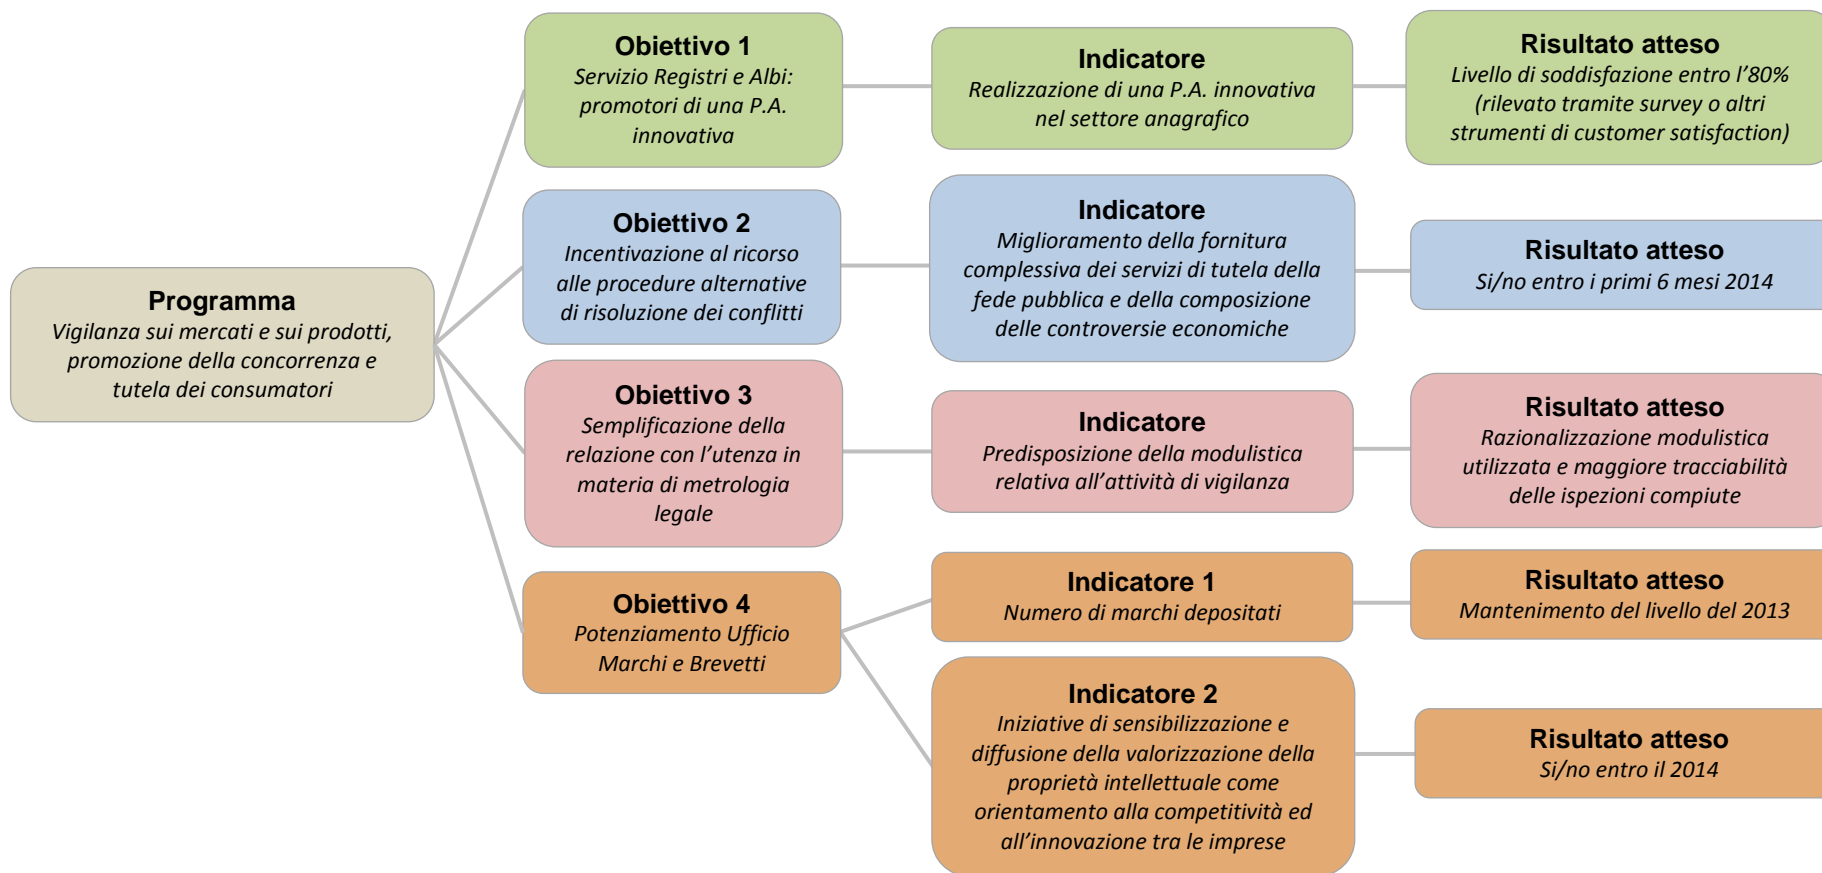 Programma
Vigilanza sui mercati e sui prodotti,
promozione della concorrenza e
tutela dei consumatori
Obiettivo 1
Servizio Registri e Albi:
promotori di una P.A.
innovativa
Indicatore
Realizzazione di una P.A. innovativa
nel settore anagrafico
Risultato atteso
Livello di soddisfazione entro l’80%
(rilevato tramite survey o altri
strumenti di customer satisfaction)
Obiettivo 2
Incentivazione al ricorso
alle procedure alternative
di risoluzione dei conflitti
Indicatore
Miglioramento della fornitura
complessiva dei servizi di tutela della
fede pubblica e della composizione
delle controversie economiche
Risultato atteso
Si/no entro i primi 6 mesi 2014
Obiettivo 3
Semplificazione della
relazione con l’utenza in
materia di metrologia
legale
Indicatore
Predisposizione della modulistica
relativa all’attività di vigilanza
Risultato atteso
Razionalizzazione modulistica
utilizzata e maggiore tracciabilità
delle ispezioni compiute
Obiettivo 4
Potenziamento Ufficio
Marchi e Brevetti
Indicatore 1
Numero di marchi depositati
Risultato atteso
Mantenimento del livello del 2013
Indicatore 2
Iniziative di sensibilizzazione e
diffusione della valorizzazione della
proprietà intellettuale come
orientamento alla competitività ed
all’innovazione tra le imprese
Risultato atteso
Si/no entro il 2014